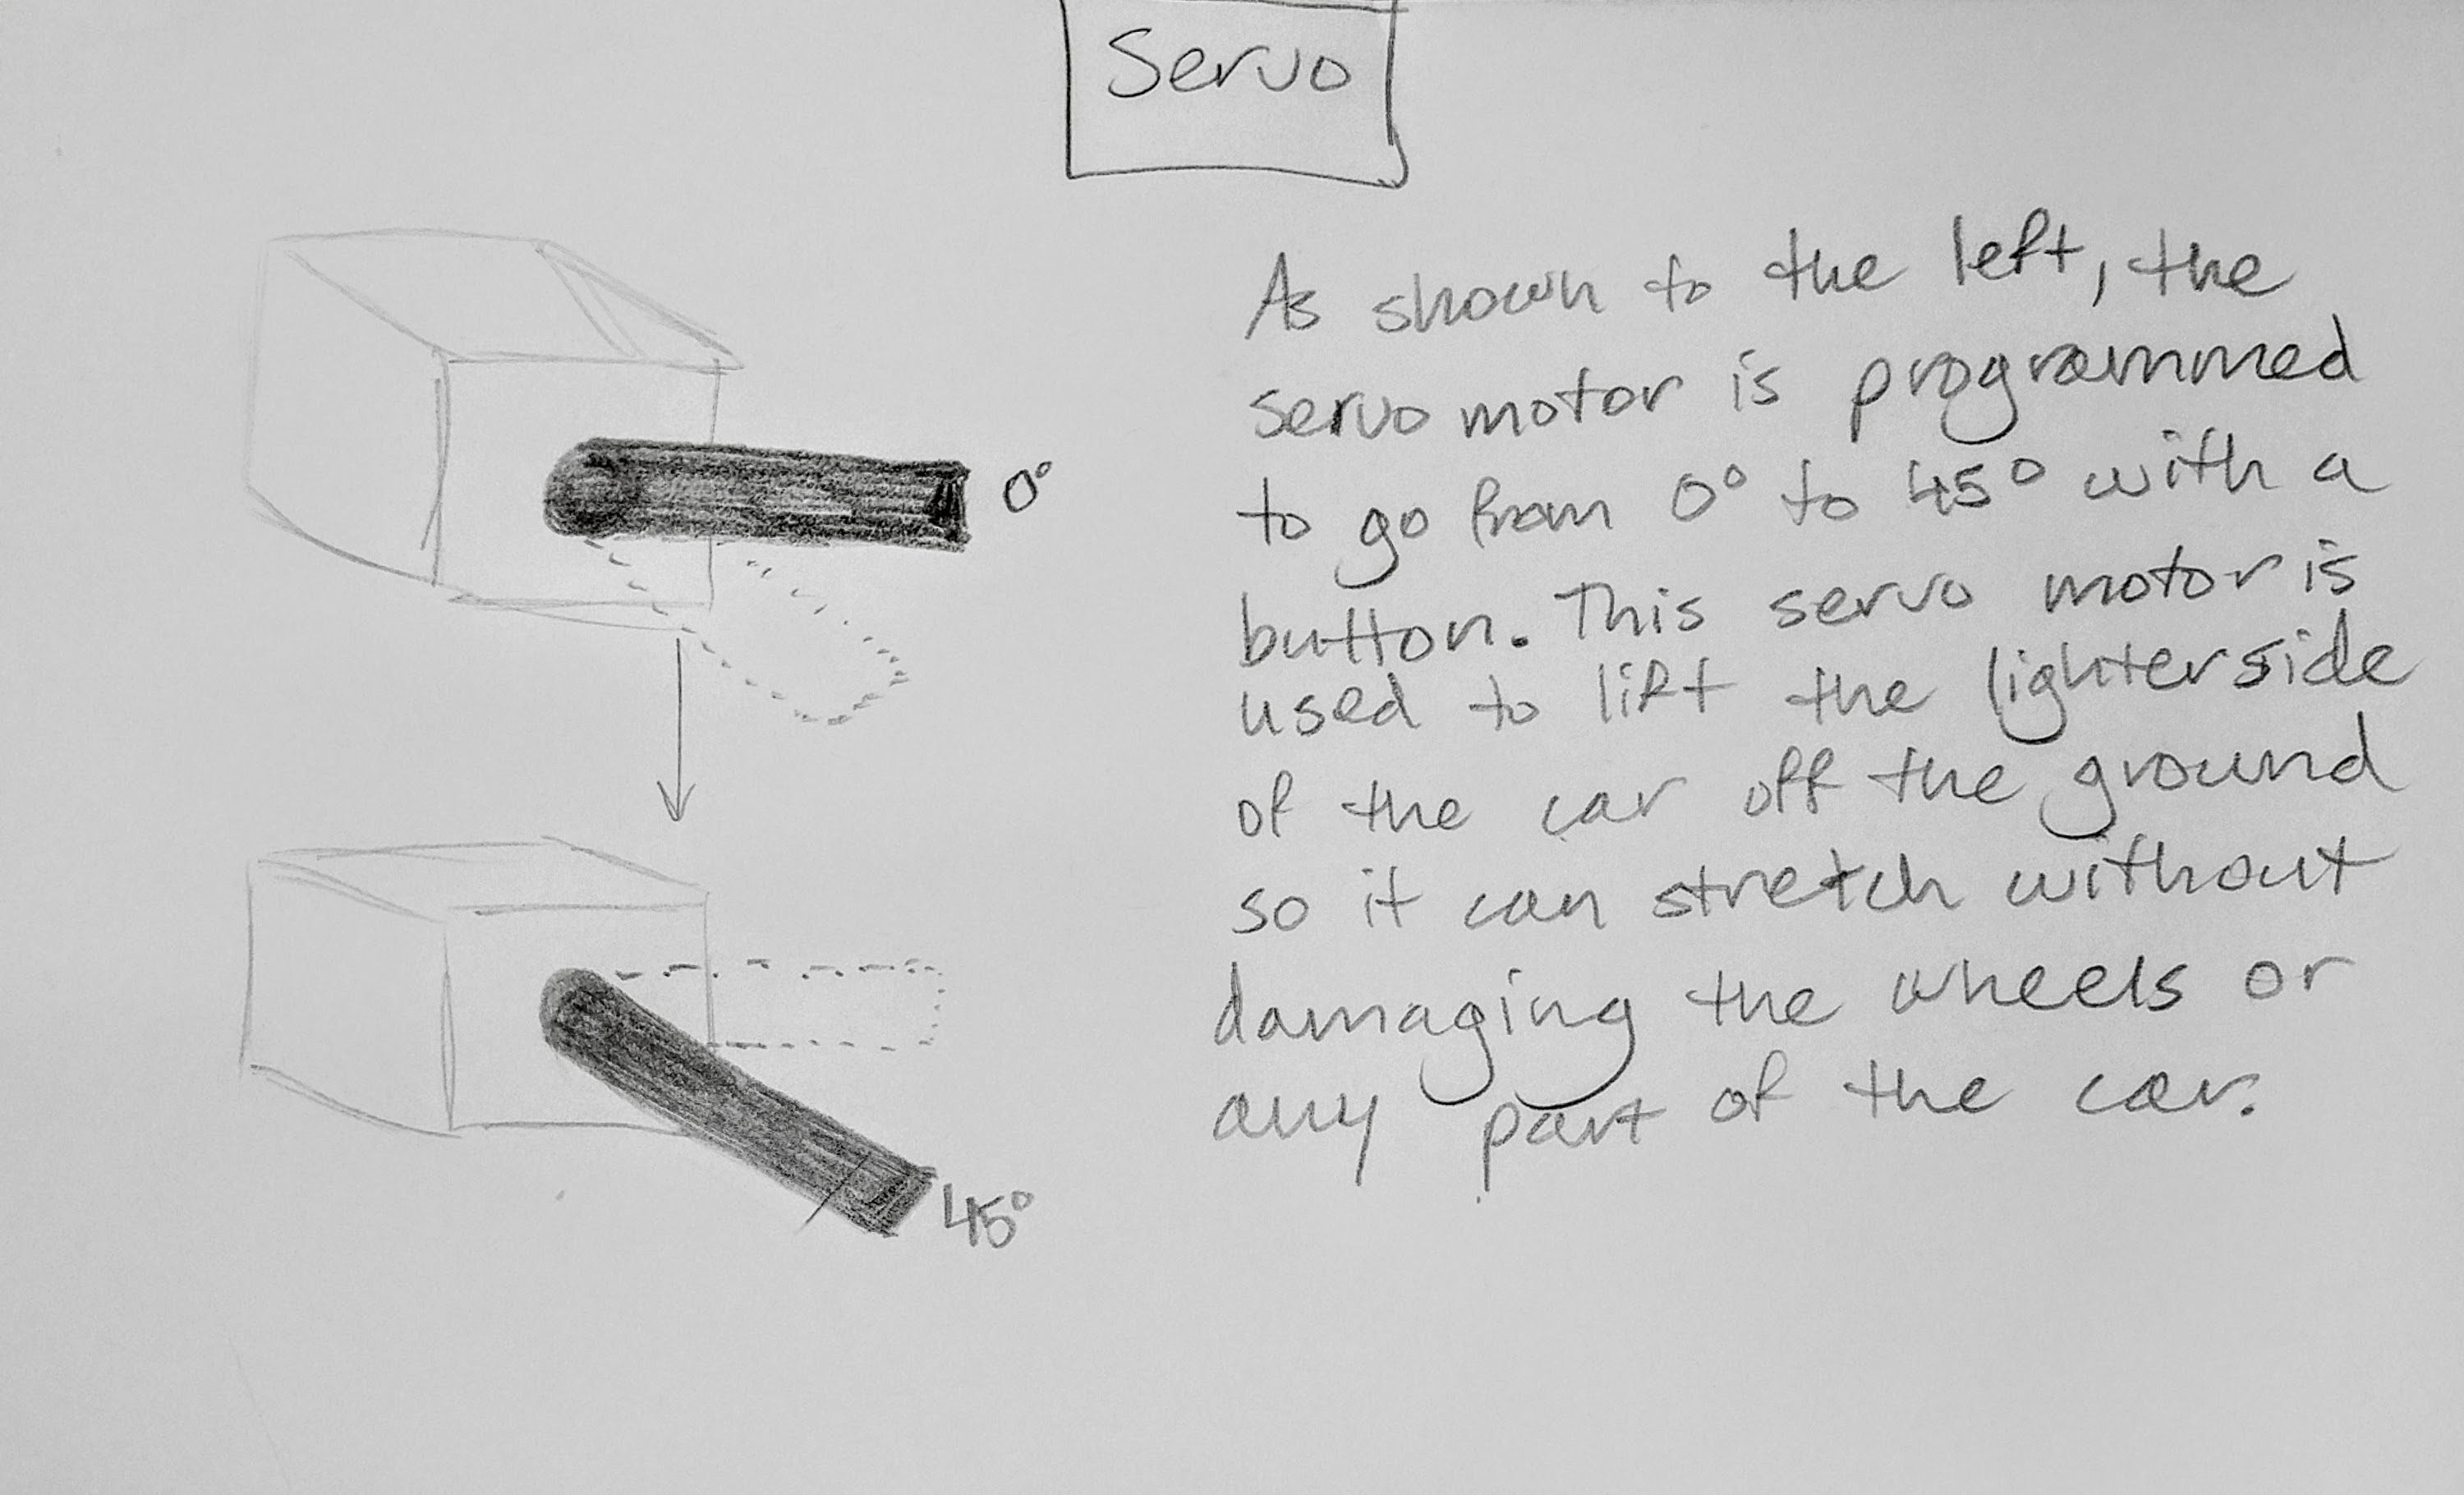 Servo
As shown to the left, the
servo motor is programmed
to go from 0° to 45° with a
button. This servo motor is
used to lift the lighter side
of the car off the ground
so it can stretch without
damaging the wheels or
any part of the car.
0°
45°